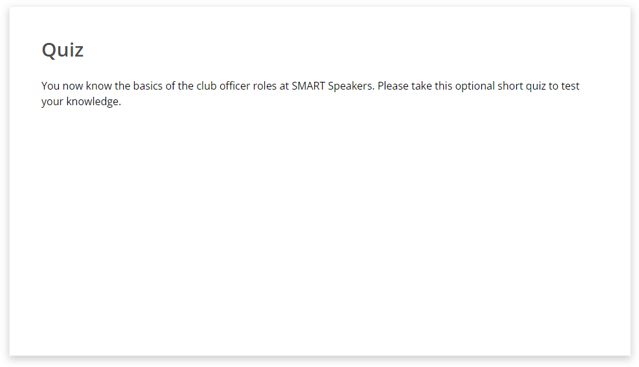 Quiz
You now know the basics of the club officer roles at SMART Speakers. Please take this optional short quiz to test
your knowledge.